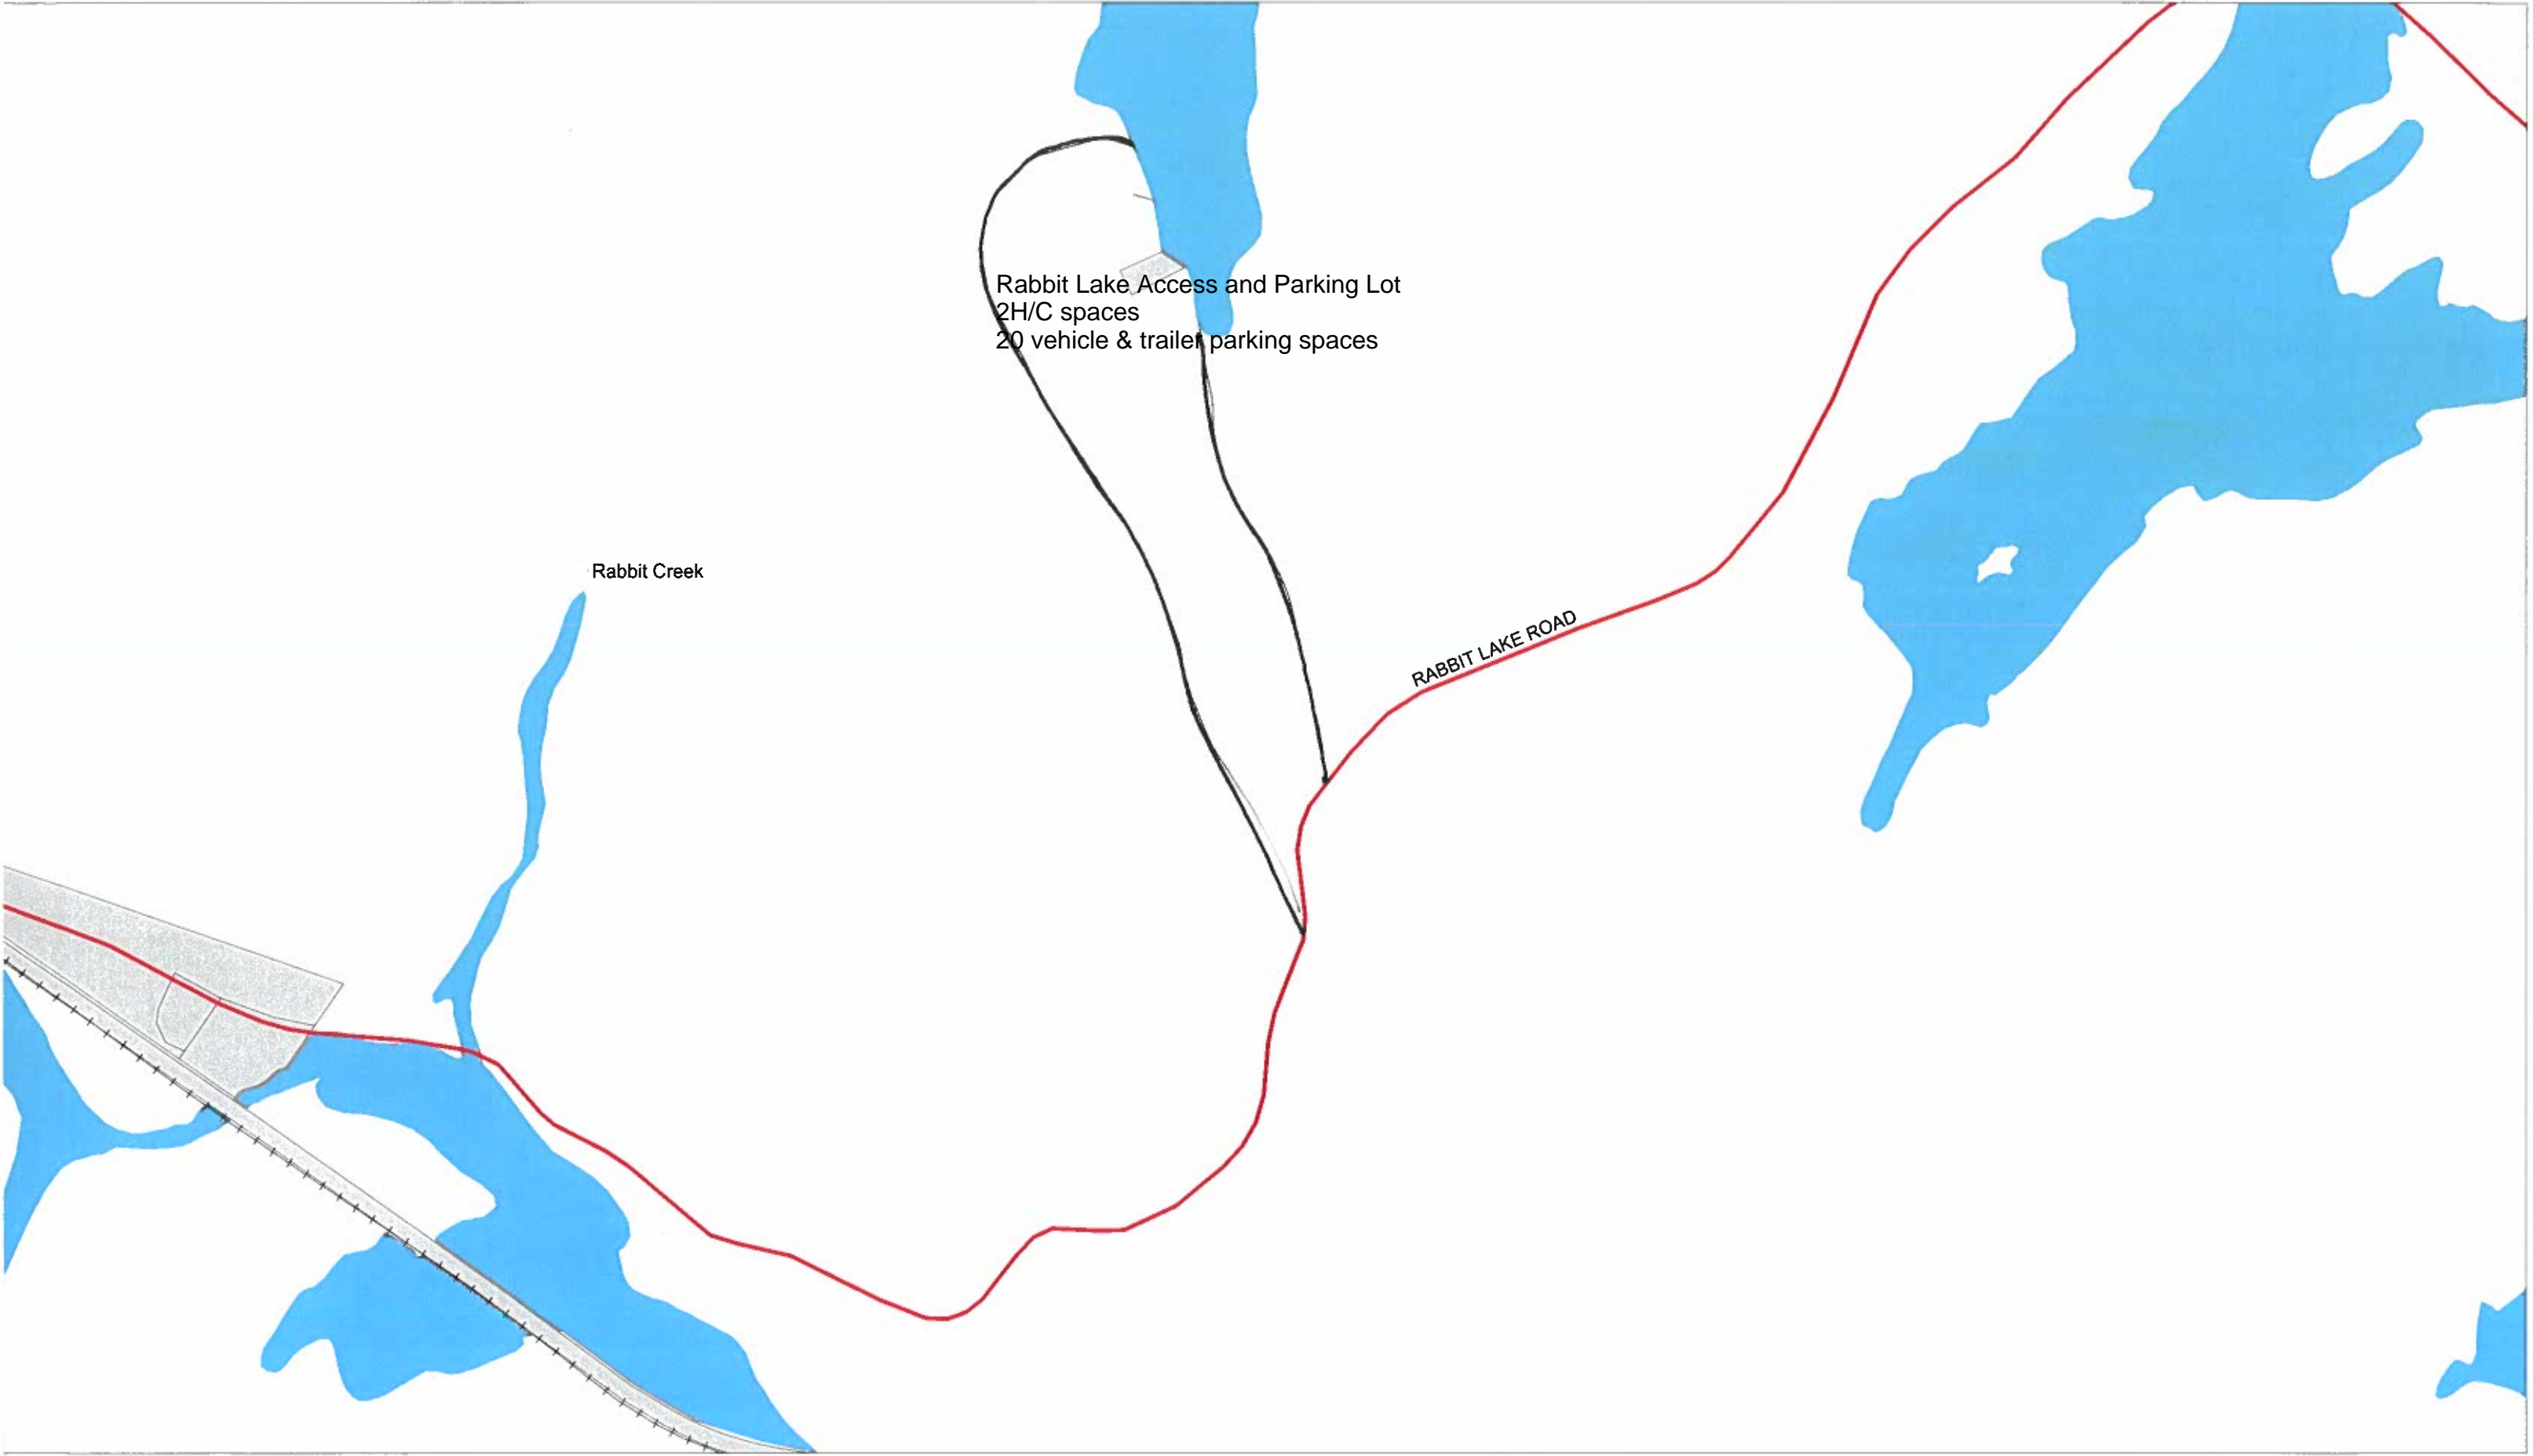 Rabbit Lake Access and Parking Lot
2H/C spaces
20 vehicle & trailer parking spaces
Rabbit Creek
RABBIT LAKE ROAD